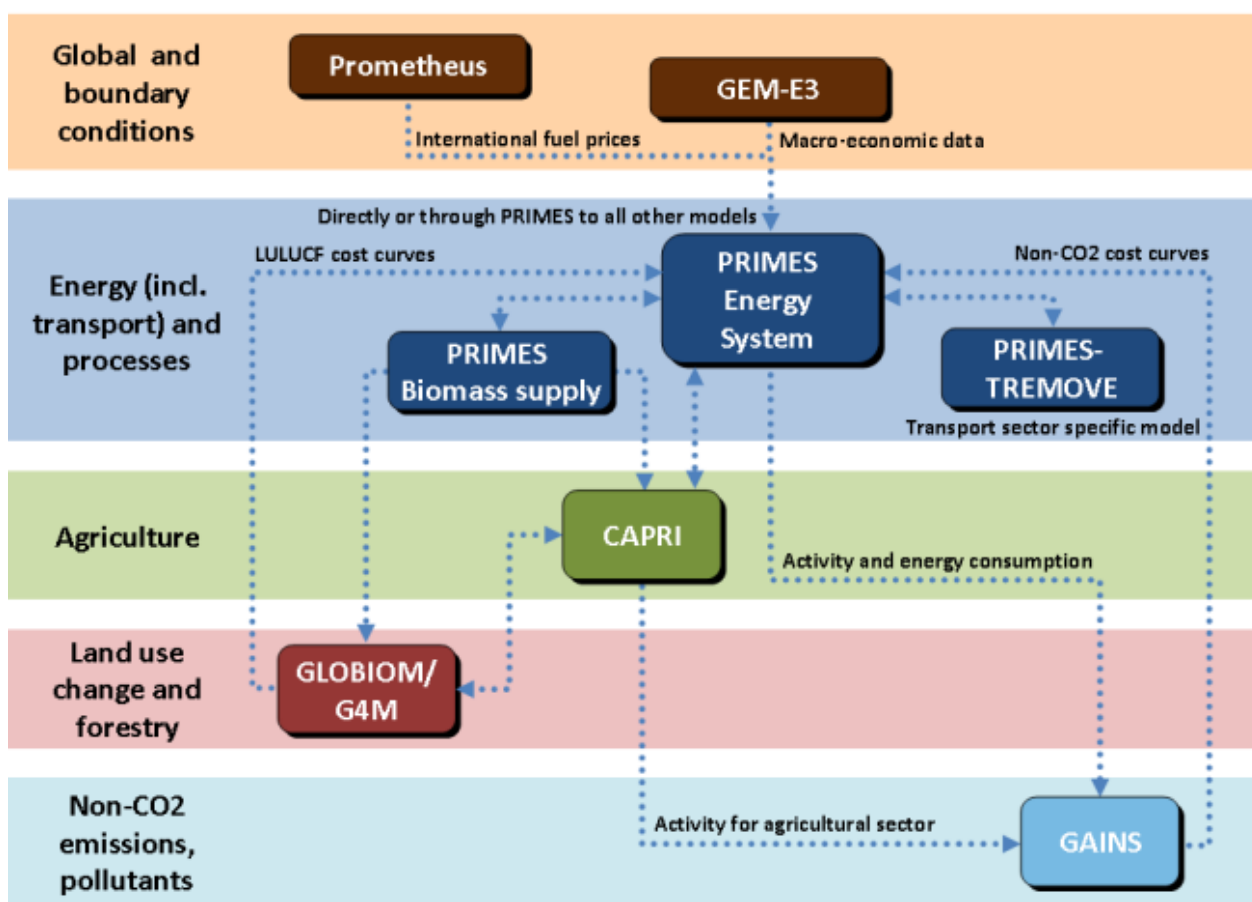 Global and
boundary
conditions
Prometheus
GEM-E3
International fuel prices
Macro-economic data
Directly or through PRIMES to all other models
LULUCF cost curves
Non-CO2 cost curves
Energy (incl.
transport) and
processes
PRIMES
Energy
System
PRIMES
Biomass supply
PRIMES-
TREMOVE
Transport sector specific model
Agriculture
CAPRI
Activity and energy consumption
Land use
change and
forestry
GLOBIOM/
G4M
Non-CO2
emissions,
pollutants
Activity for agricultural sector
GAINS